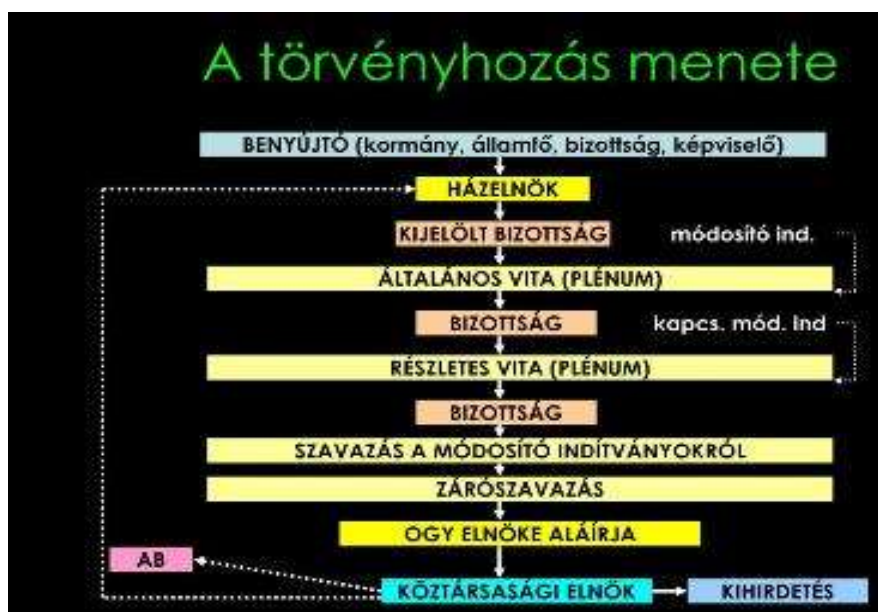 A törvényhozás menete
BENYÚJTÓ (kormány, államfő, bizottság, képviselő)
HÁZELNÖK
KIJELÖLT BIZOTTSÁG
módosító ind.
ÁLTALÁNOS VITA (PLÉNUM)
BIZOTTSÁG
kapcs. mód. ind
RÉSZLETES VITA (PLÉNUM)
BIZOTTSÁG
SZAVAZÁS A MÓDOSÍTÓ INDÍTVÁNYOKRÓL
ZÁRÓSZAVAZÁS
OGY ELNÖKE ALÁÍRJA
AB
KÖZTÁRSASÁGI ELNÖK
KIHIRDETÉS